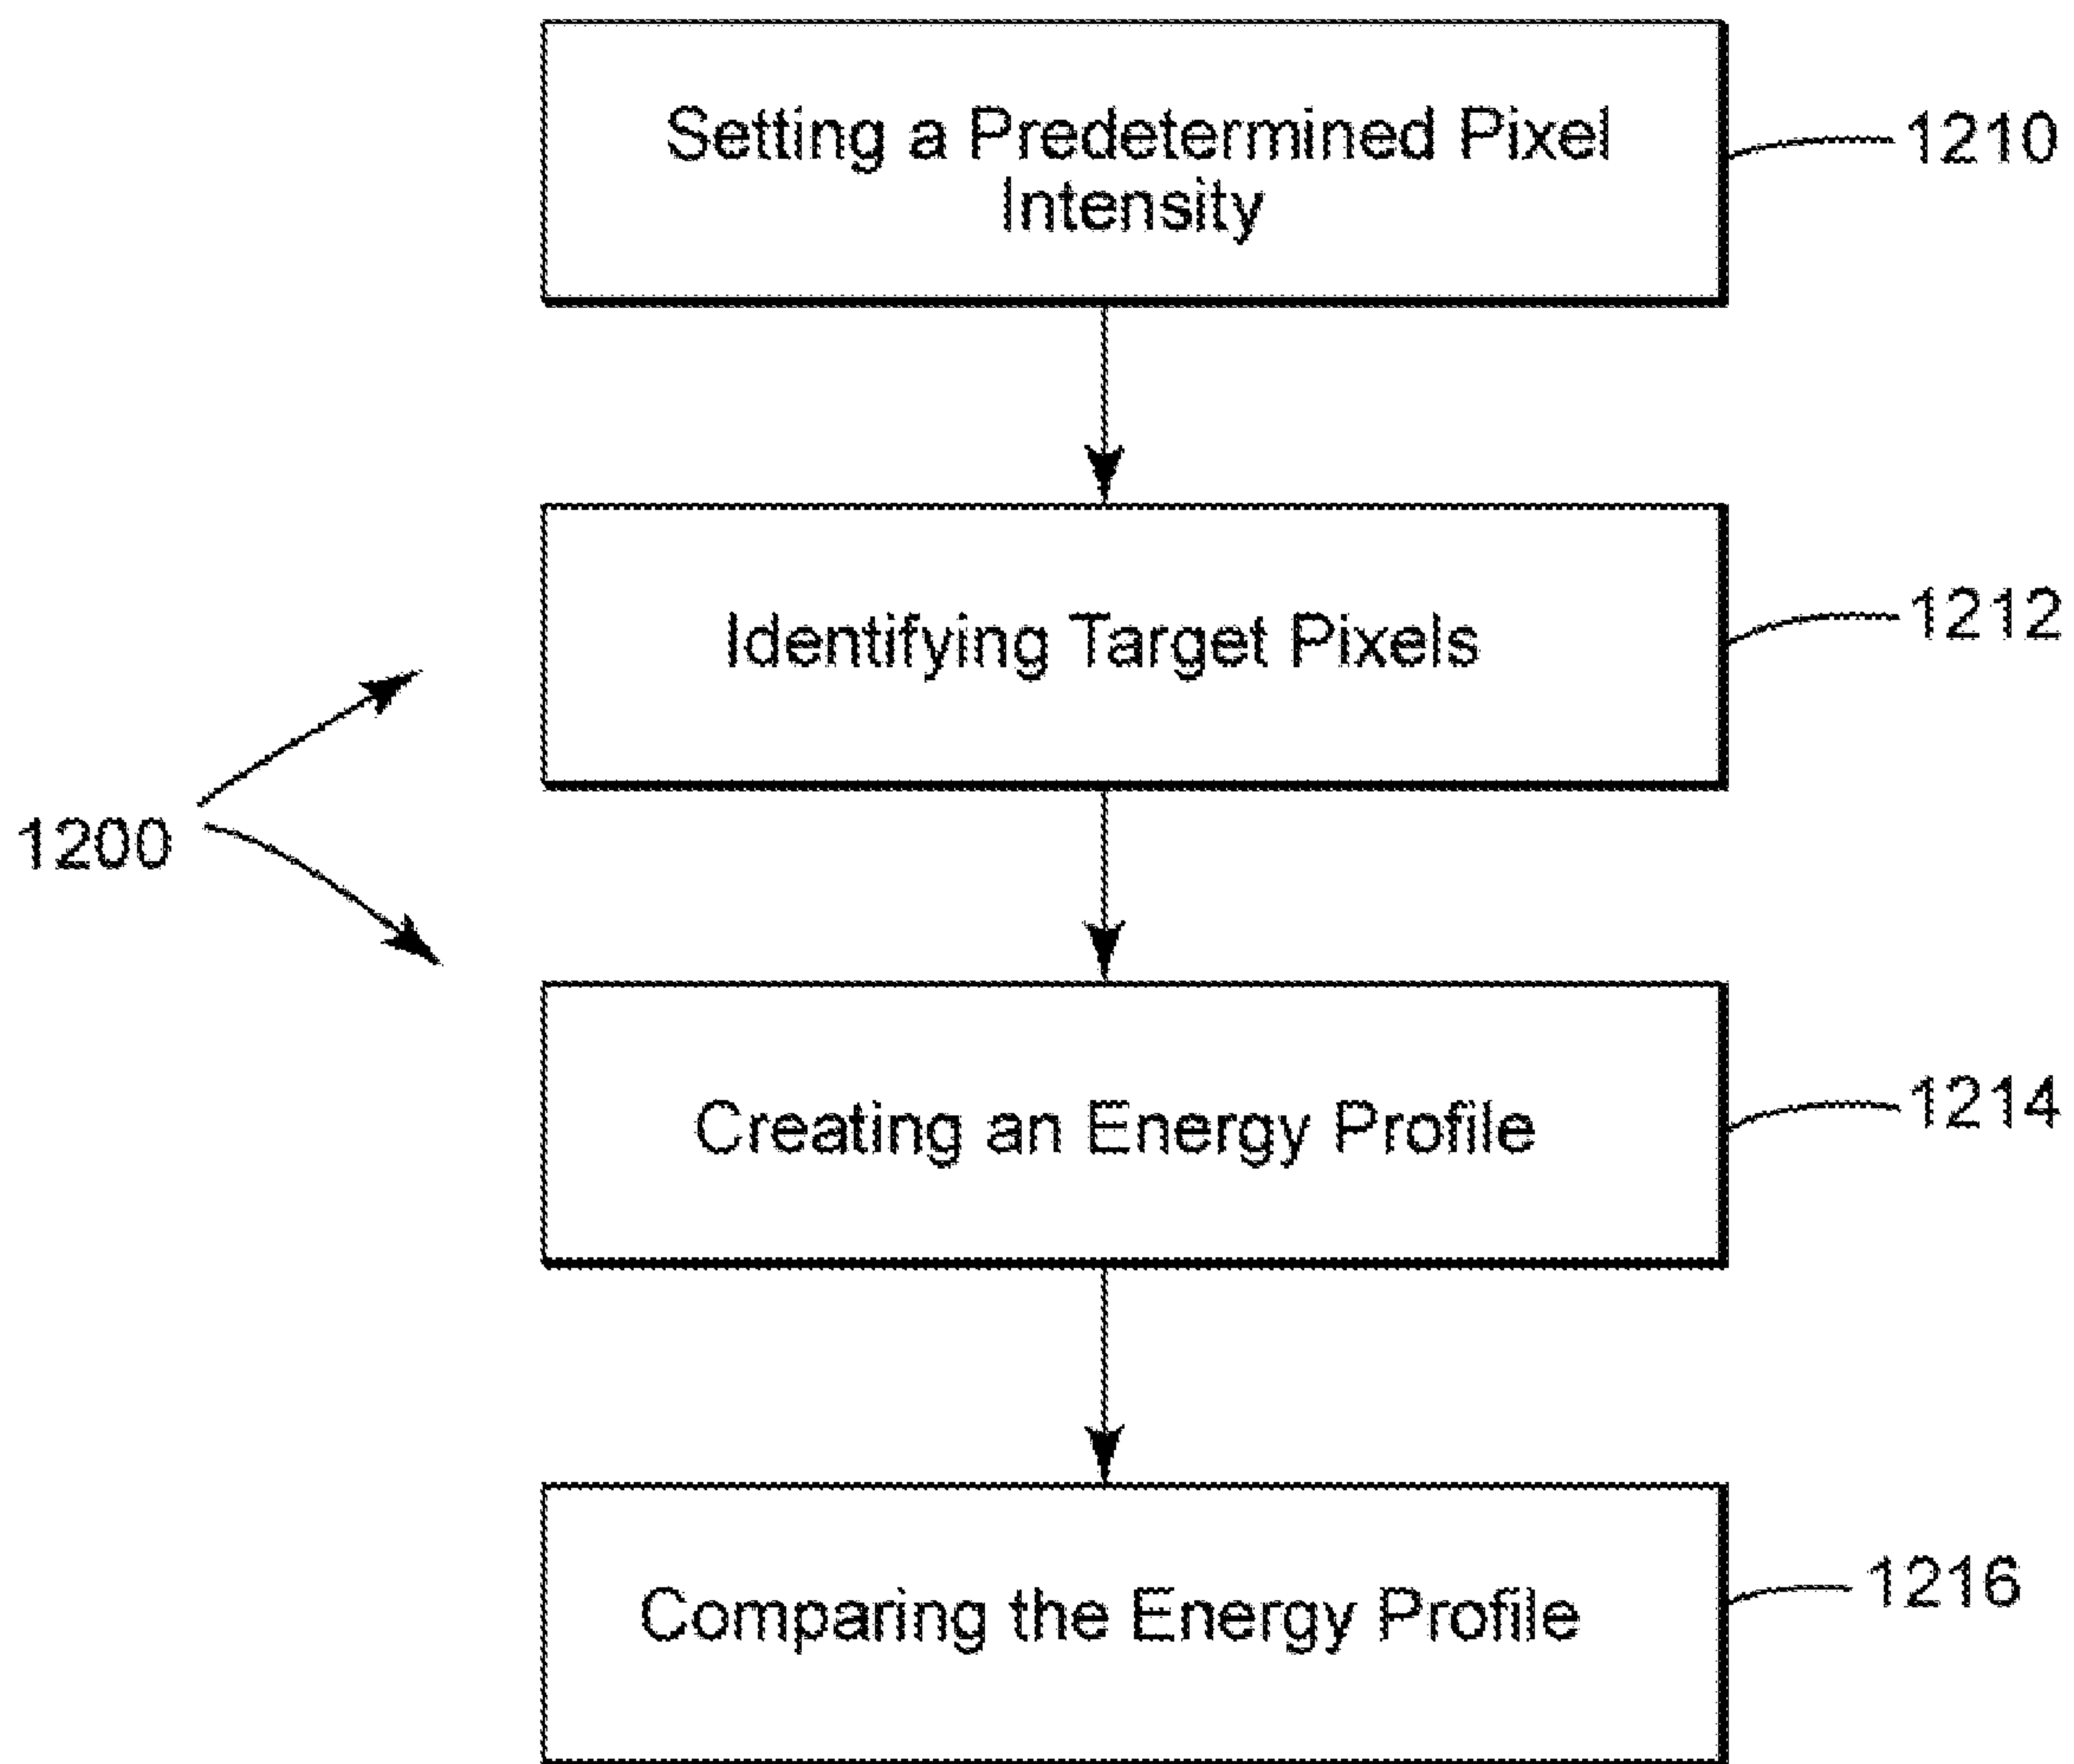 Setting a Predetermined Pixel
Intensity
1210
Identifying Target Pixels
1212
1200
Creating an Energy Profile
1214
Comparing the Energy Profile
1216